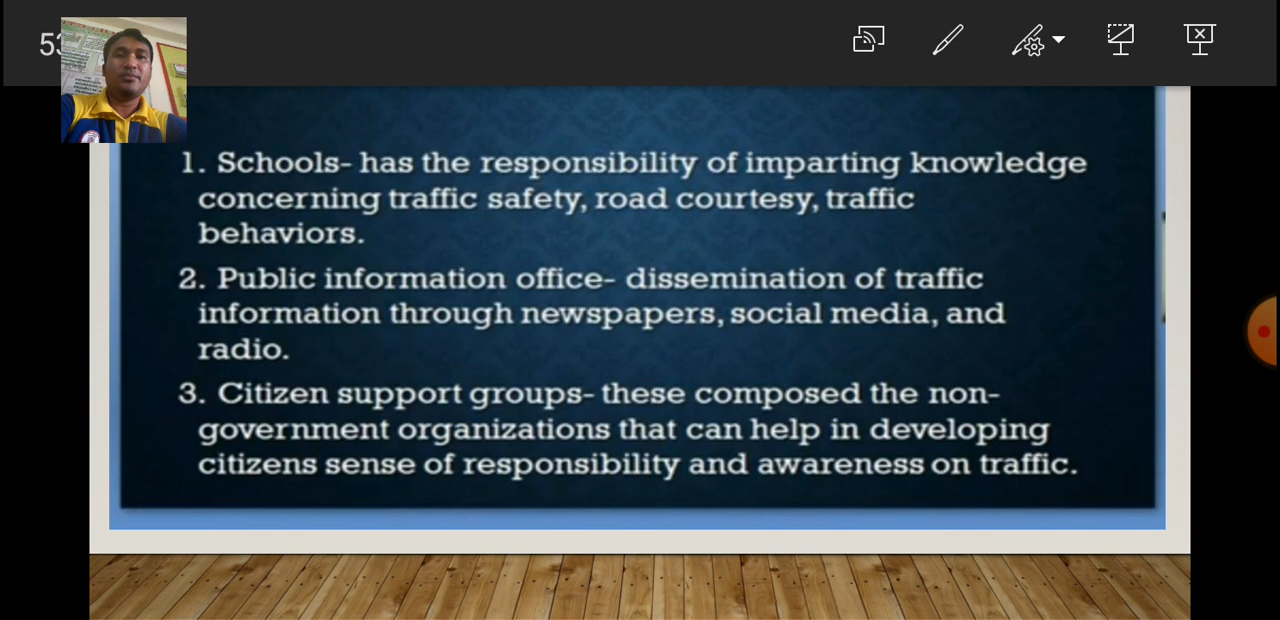 1. Schools- has the responsibility of imparting knowledge
concerning traffic safety, road courtesy, traffic
behaviors.
2. Public information office- dissemination of traffic
information through newspapers, social media, and
radio.
3. Citizen support groups- these composed the non-
government organizations that can help in developing
citizens sense of responsibility and awareness on traffic.